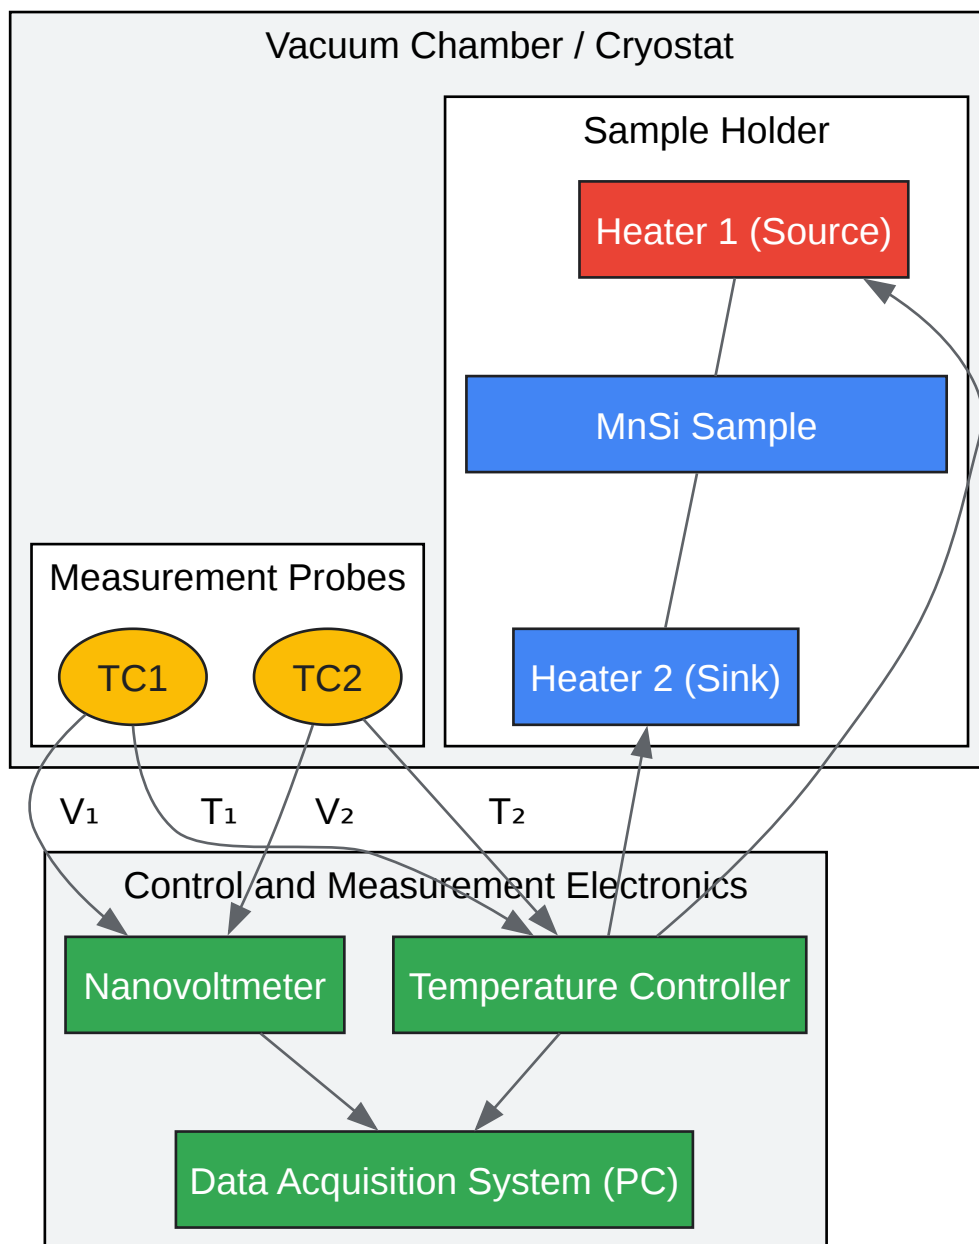 Vacuum Chamber / Cryostat
Sample Holder
Heater 1 (Source)
MnSi Sample
Measurement Probes
TC1
TC2
Heater 2 (Sink)
V₁
T₁
V₂
T₂
Control and Measurement Electronics
Nanovoltmeter
Temperature Controller
Data Acquisition System (PC)